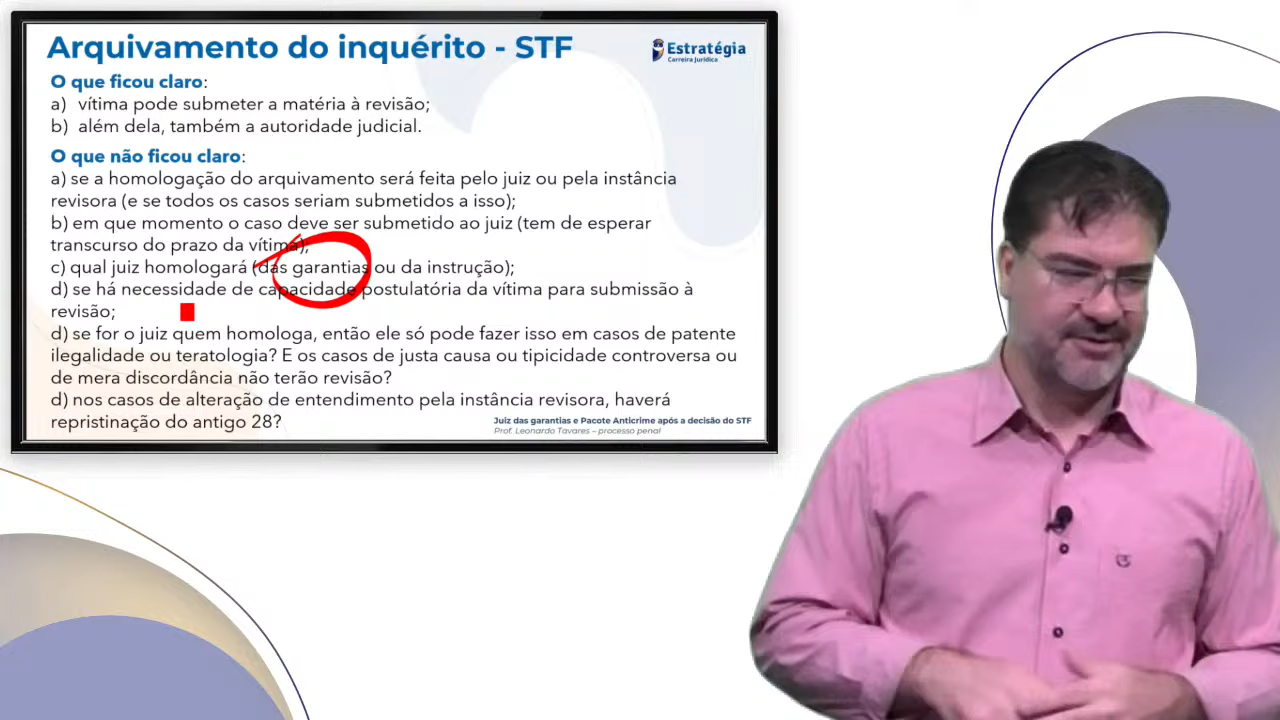 Arquivamento do inquérito - STF
Estratégia
Carreira Jurídica
O que ficou claro:
a) vítima pode submeter a matéria à revisão;
b) além dela, também a autoridade judicial.
O que não ficou claro:
a) se a homologação do arquivamento será feita pelo juiz ou pela instância
revisora (e se todos os casos seriam submetidos a isso);
b) em que momento o caso deve ser submetido ao juiz (tem de esperar
transcurso do prazo da vítima);
c) qual juiz homologará (das garantias ou da instrução);
d) se há necessidade de capacidade postulatória da vítima para submissão à
revisão;
d) se for o juiz quem homologa, então ele só pode fazer isso em casos de patente
ilegalidade ou teratologia? E os casos de justa causa ou tipicidade controversa ou
de mera discordância não terão revisão?
d) nos casos de alteração de entendimento pela instância revisora, haverá
repristinação do antigo 28?
Juiz das garantias e Pacote Anticrime após a decisão do STF
Prof. Leonardo Tavares – processo penal